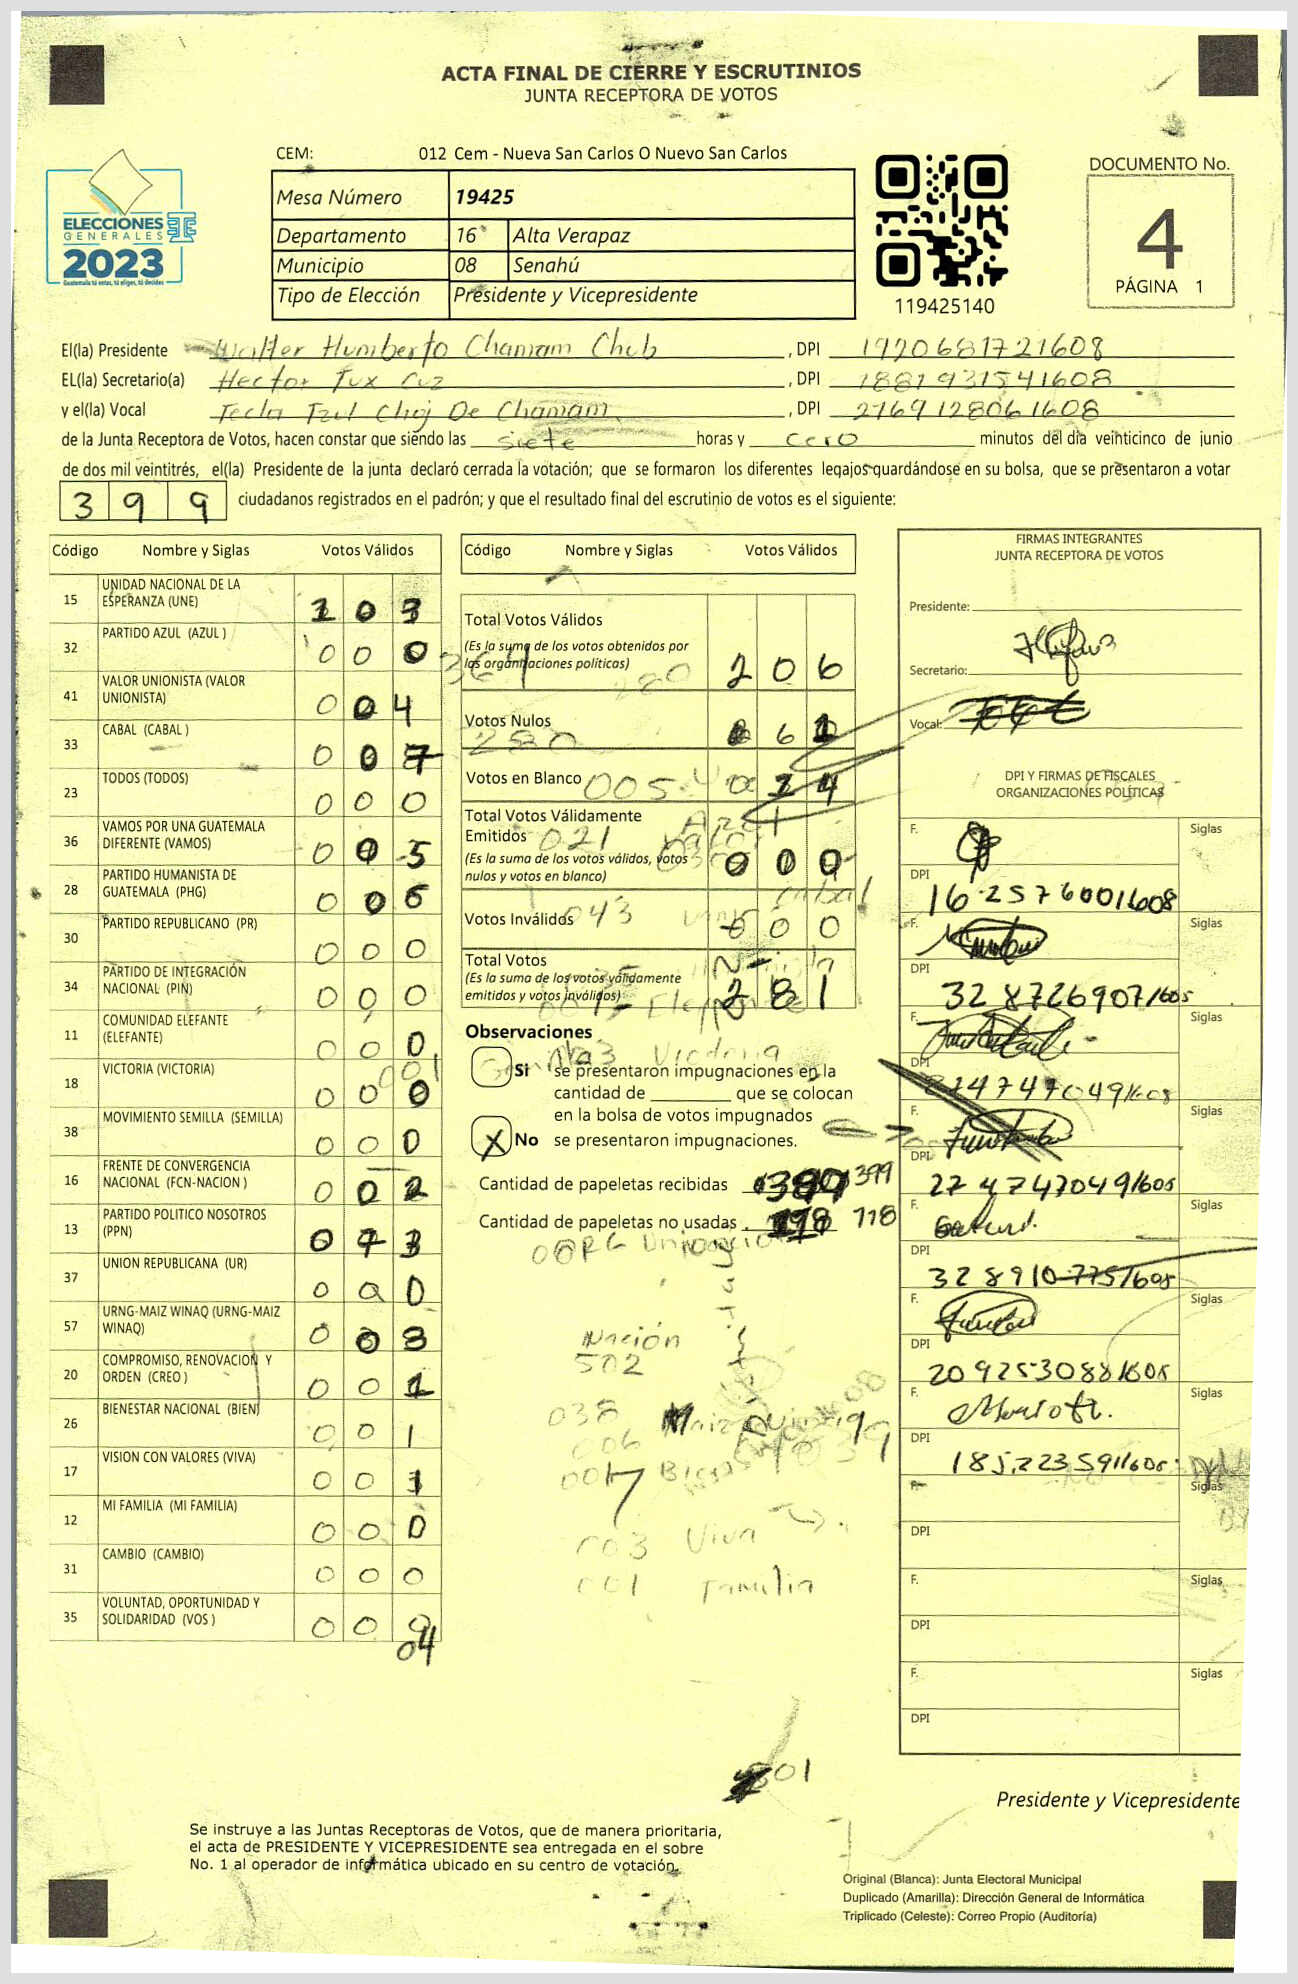 ACTA FINAL DE CIERRE Y ESCRUTINIOS
JUNTA RECEPTORA DE VOTOS
CEM: 012 Cem - Nueva San Carlos O Nuevo San Carlos
DOCUMENTO No.
4
PÁGINA 1
ELECCIONES
GENERALES
2023
Guatemala tú estas, tú eliges, tú decides
Mesa Número 19425
Departamento 16 Alta Verapaz
Municipio 08 Senahú
Tipo de Elección Presidente y Vicepresidente
119425140
El(la) Presidente Walter Humberto Chamam Chub , DPI 1920681721608
EL(la) Secretario(a) Hector Tux Cuz , DPI 1881931541608
y el(la) Vocal Tecla Tzul Choj De Chamam , DPI 2769128061608
de la Junta Receptora de Votos, hacen constar que siendo las siete horas y cero minutos del día veinticinco de junio
de dos mil veintitrés, el(la) Presidente de la junta declaró cerrada la votación; que se formaron los diferentes legajos guardándose en su bolsa, que se presentaron a votar
3 9 9 ciudadanos registrados en el padrón; y que el resultado final del escrutinio de votos es el siguiente:
Código Nombre y Siglas Votos Válidos
15 UNIDAD NACIONAL DE LA ESPERANZA (UNE) 1 0 3
32 PARTIDO AZUL (AZUL ) 0 0 0
41 VALOR UNIONISTA (VALOR UNIONISTA) 0 0 4
33 CABAL (CABAL ) 0 0 7
23 TODOS (TODOS) 0 0 0
36 VAMOS POR UNA GUATEMALA DIFERENTE (VAMOS) 0 0 5
28 PARTIDO HUMANISTA DE GUATEMALA (PHG) 0 0 6
30 PARTIDO REPUBLICANO (PR) 0 0 0
34 PARTIDO DE INTEGRACIÓN NACIONAL (PIN) 0 0 0
11 COMUNIDAD ELEFANTE (ELEFANTE) 0 0 0
18 VICTORIA (VICTORIA) 0 0 0
38 MOVIMIENTO SEMILLA (SEMILLA) 0 0 0
16 FRENTE DE CONVERGENCIA NACIONAL (FCN-NACION ) 0 0 2
13 PARTIDO POLITICO NOSOTROS (PPN) 0 7 3
37 UNION REPUBLICANA (UR) 0 0 0
57 URNG-MAIZ WINAQ (URNG-MAIZ WINAQ) 0 0 3
20 COMPROMISO, RENOVACION Y ORDEN (CREO ) 0 0 1
26 BIENESTAR NACIONAL (BIEN) 0 0 1
17 VISION CON VALORES (VIVA) 0 0 1
12 MI FAMILIA (MI FAMILIA) 0 0 0
31 CAMBIO (CAMBIO) 0 0 0
35 VOLUNTAD, OPORTUNIDAD Y SOLIDARIDAD (VOS ) 0 0 0
04
Código Nombre y Siglas Votos Válidos
Total Votos Válidos
(Es la suma de los votos obtenidos por
las organizaciones políticas) 2 0 6
364
280
Votos Nulos 6 1
280
Votos en Blanco 0 1 4
005
Total Votos Válidamente
Emitidos 021
(Es la suma de los votos válidos, votos
nulos y votos en blanco) 0 0 0
Votos Inválidos 0 0 0
043
Total Votos
(Es la suma de los votos válidamente
emitidos y votos inválidos) 2 8 1
Observaciones
Si se presentaron impugnaciones en la
cantidad de ________ que se colocan
en la bolsa de votos impugnados
X No se presentaron impugnaciones.
Cantidad de papeletas recibidas 399
Cantidad de papeletas no usadas 118
Nación
502
038 Maiz
006
003 Viva
001 Familia
001
FIRMAS INTEGRANTES
JUNTA RECEPTORA DE VOTOS
Presidente:
Secretario:
Vocal:
DPI Y FIRMAS DE FISCALES
ORGANIZACIONES POLÍTICAS
F. Siglas
DPI 162576001608
F. Siglas
DPI 3287269071605
F. Siglas
DPI 2747470491608
F. Siglas
DPI 2747470491605
F. Siglas
DPI 3289107751605
F. Siglas
DPI 2092530881605
F. Siglas
DPI 1852235911605
F. Siglas
DPI
F. Siglas
DPI
F. Siglas
DPI
Presidente y Vicepresidente
Se instruye a las Juntas Receptoras de Votos, que de manera prioritaria,
el acta de PRESIDENTE Y VICEPRESIDENTE sea entregada en el sobre
No. 1 al operador de informática ubicado en su centro de votación.
Original (Blanca): Junta Electoral Municipal
Duplicado (Amarilla): Dirección General de Informática
Triplicado (Celeste): Correo Propio (Auditoría)